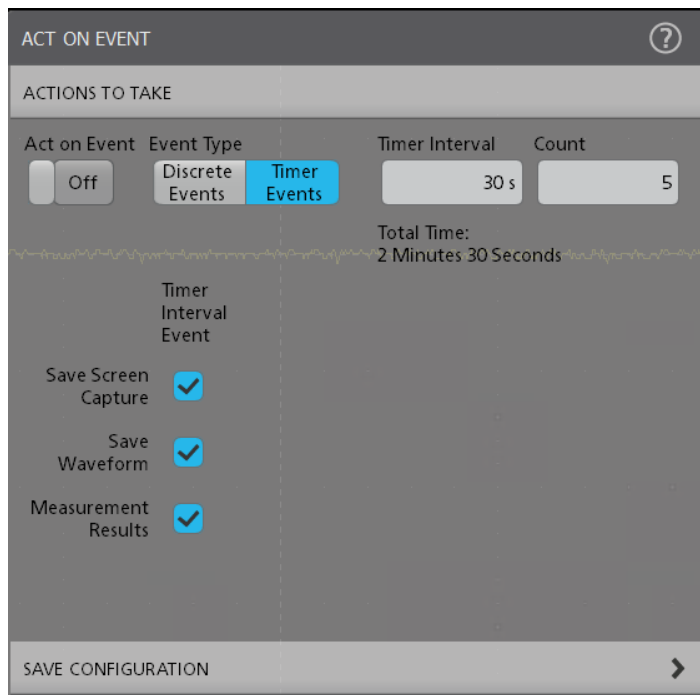 ACT ON EVENT
ACTIONS TO TAKE
Act on Event
Off
Event Type
Discrete
Events
Timer
Events
Timer Interval
30 s
Count
5
Total Time:
2 Minutes 30 Seconds
Timer
Interval
Event
Save Screen
Capture
Save
Waveform
Measurement
Results
SAVE CONFIGURATION